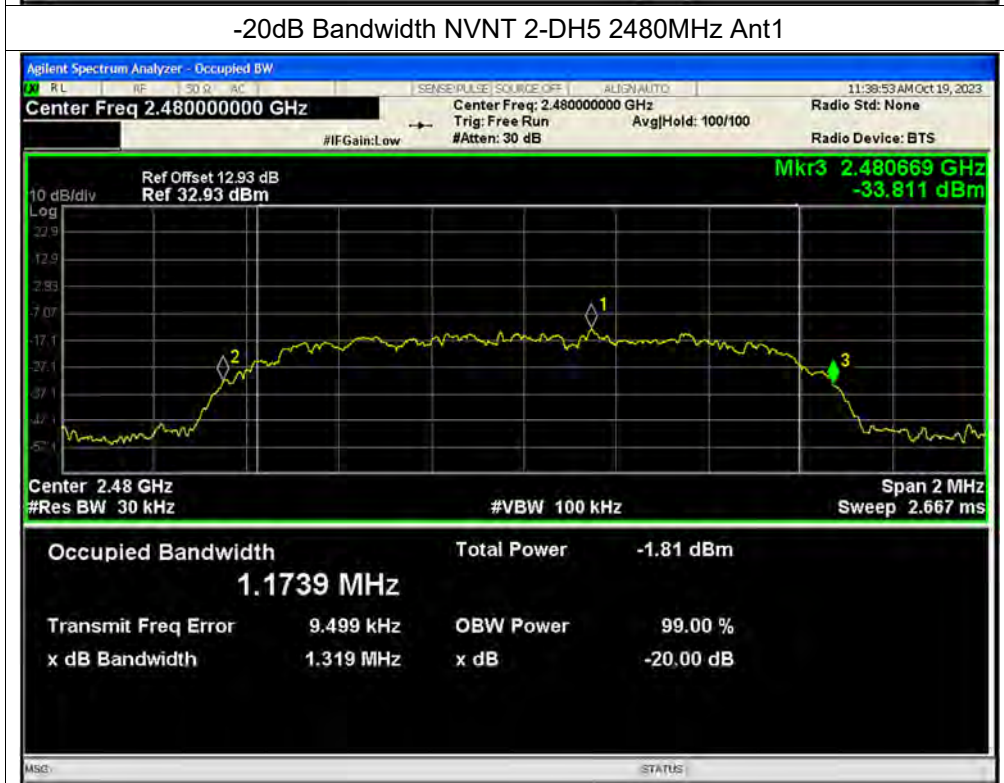 -20dB Bandwidth NVNT 2-DH5 2480MHz Ant1
Agilent Spectrum Analyzer - Occupied BW
RL RF 50 Ω AC SENSE:PULSE SOURCE OFF ALIGN AUTO 11:38:53 AM Oct 19, 2023
Center Freq 2.480000000 GHz Center Freq: 2.480000000 GHz Radio Std: None
Trig: Free Run Avg|Hold: 100/100
#IFGain:Low #Atten: 30 dB Radio Device: BTS
Mkr3 2.480669 GHz
-33.811 dBm
Ref Offset 12.93 dB
10 dB/div Ref 32.93 dBm
Log
22.9
12.9
2.93
-7.07
-17.1
-27.1
-37.1
-47.1
-57.1
1
2
3
Center 2.48 GHz Span 2 MHz
#Res BW 30 kHz #VBW 100 kHz Sweep 2.667 ms
Occupied Bandwidth Total Power -1.81 dBm
1.1739 MHz
Transmit Freq Error 9.499 kHz OBW Power 99.00 %
x dB Bandwidth 1.319 MHz x dB -20.00 dB
MSG STATUS